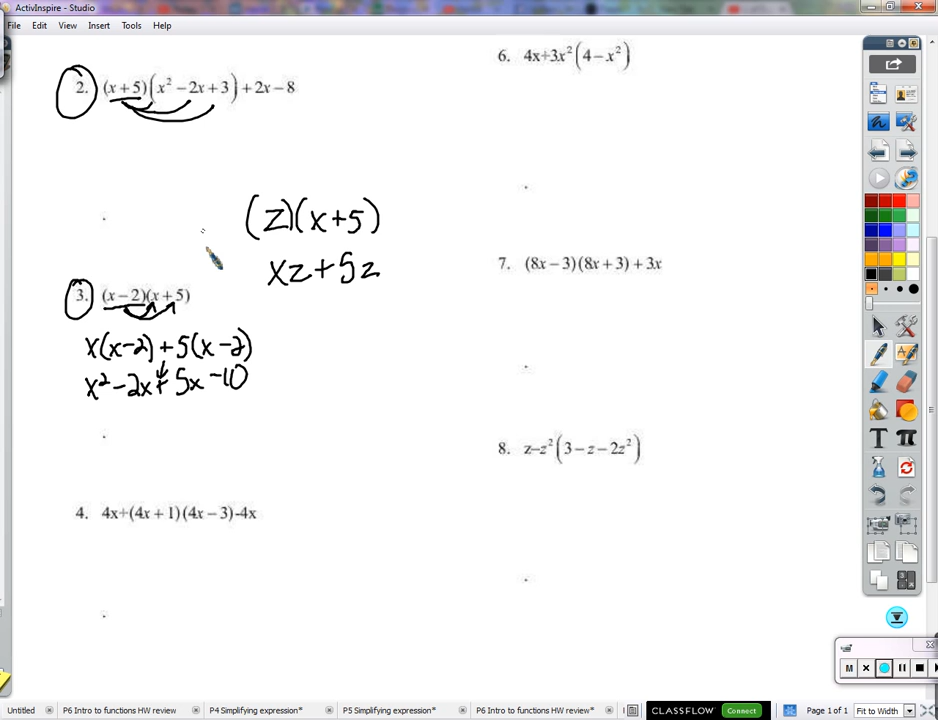 ActivInspire - Studio
File Edit View Insert Tools Help
2. (x + 5)(x² − 2x + 3) + 2x − 8
(z)(x + 5)
xz + 5z
3. (x − 2)(x + 5)
x(x − 2) + 5(x − 2)
x² − 2x + 5x − 10
4. 4x+(4x + 1)(4x − 3)-4x
6. 4x+3x²(4 − x²)
7. (8x − 3)(8x + 3) + 3x
8. z−z²(3 − z − 2z²)
M
Untitled P6 Intro to functions HW review P4 Simplifying expression* P5 Simplifying expression* P6 Intro to functions HW review* CLASSFLOW Connect Page 1 of 1 Fit to Width